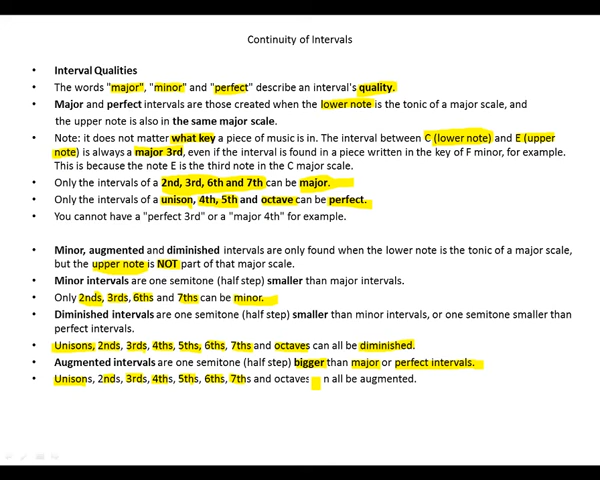 Continuity of Intervals
• Interval Qualities
• The words "major", "minor" and "perfect" describe an interval's quality.
• Major and perfect intervals are those created when the lower note is the tonic of a major scale, and
the upper note is also in the same major scale.
• Note: it does not matter what key a piece of music is in. The interval between C (lower note) and E (upper
note) is always a major 3rd, even if the interval is found in a piece written in the key of F minor, for example.
This is because the note E is the third note in the C major scale.
• Only the intervals of a 2nd, 3rd, 6th and 7th can be major.
• Only the intervals of a unison, 4th, 5th and octave can be perfect.
• You cannot have a "perfect 3rd" or a "major 4th" for example.
• Minor, augmented and diminished intervals are only found when the lower note is the tonic of a major scale,
but the upper note is NOT part of that major scale.
• Minor intervals are one semitone (half step) smaller than major intervals.
• Only 2nds, 3rds, 6ths and 7ths can be minor.
• Diminished intervals are one semitone (half step) smaller than minor intervals, or one semitone smaller than
perfect intervals.
• Unisons, 2nds, 3rds, 4ths, 5ths, 6ths, 7ths and octaves can all be diminished.
• Augmented intervals are one semitone (half step) bigger than major or perfect intervals.
• Unisons, 2nds, 3rds, 4ths, 5ths, 6ths, 7ths and octaves n all be augmented.